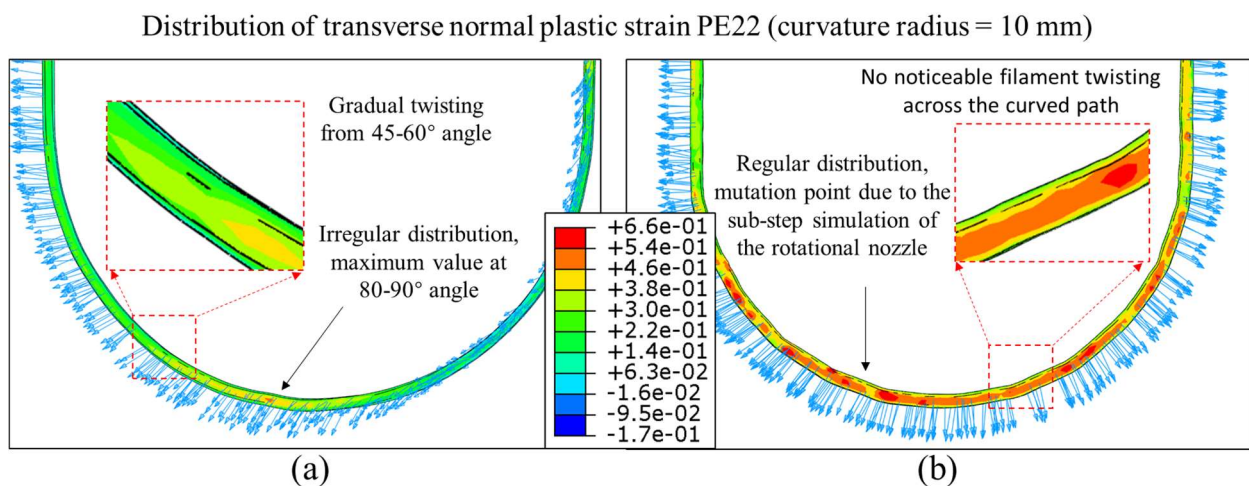 Distribution of transverse normal plastic strain PE22 (curvature radius = 10 mm)
Gradual twisting
from 45-60° angle
Irregular distribution,
maximum value at
80-90° angle
+6.6e-01
+5.4e-01
+4.6e-01
+3.8e-01
+3.0e-01
+2.2e-01
+1.4e-01
+6.3e-02
-1.6e-02
-9.5e-02
-1.7e-01
No noticeable filament twisting
across the curved path
Regular distribution,
mutation point due to the
sub-step simulation of
the rotational nozzle
(a)
(b)